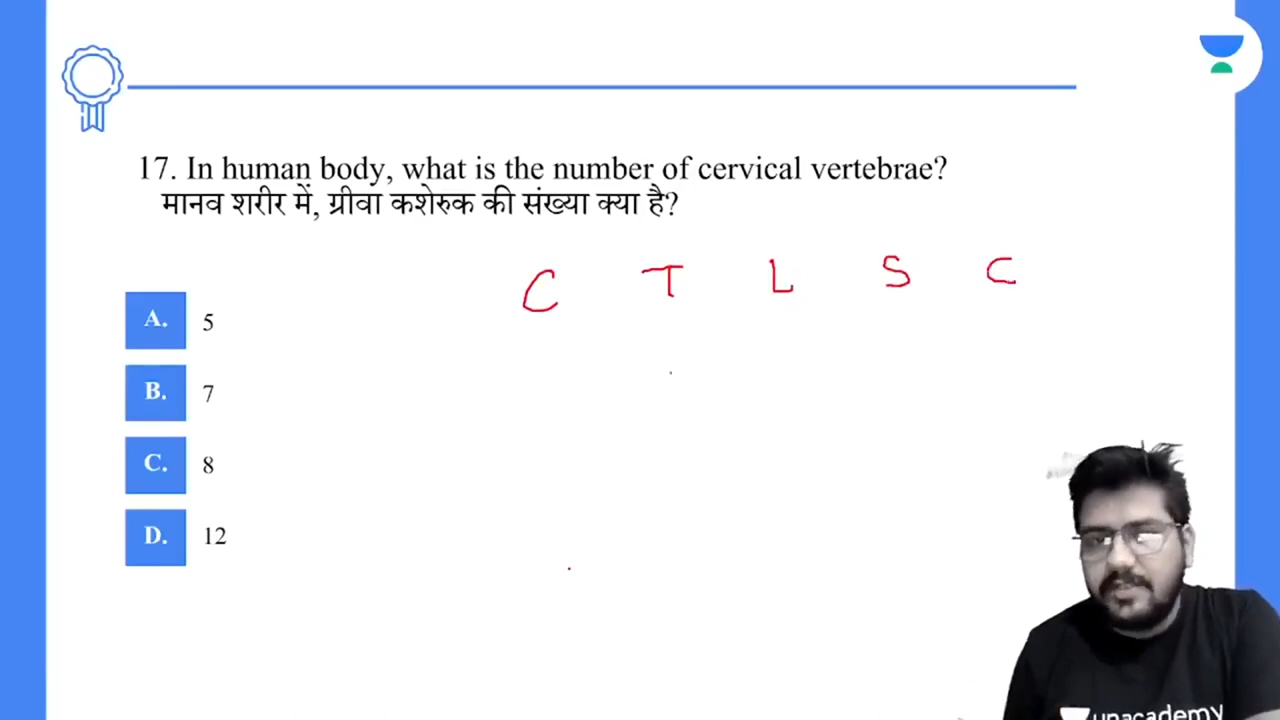 17. In human body, what is the number of cervical vertebrae?
मानव शरीर में, ग्रीवा कशेरुक की संख्या क्या है?
C T L S C
A. 5
B. 7
C. 8
D. 12
unacademy